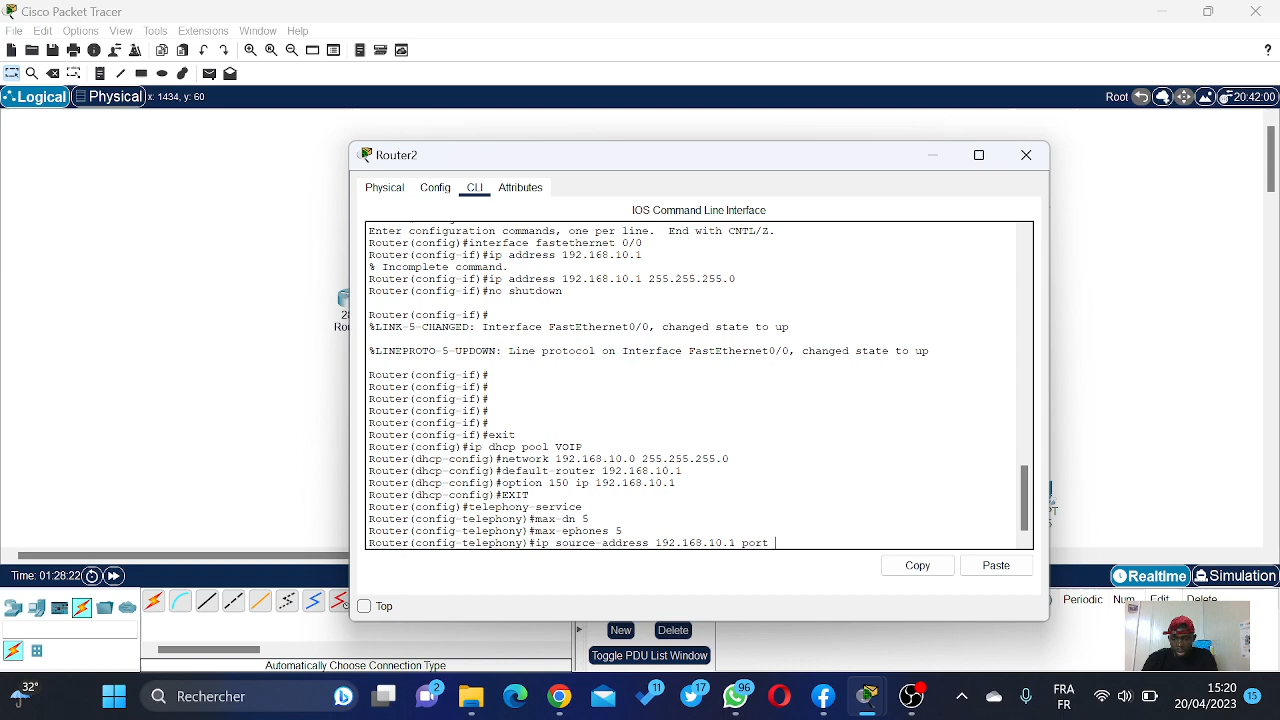 Cisco Packet Tracer
File Edit Options View Tools Extensions Window Help
?
Logical Physical x: 1434, y: 60
Root 20:42:00
Router2
Physical Config CLI Attributes
IOS Command Line Interface
Enter configuration commands, one per line. End with CNTL/Z.
Router(config)#interface fastethernet 0/0
Router(config-if)#ip address 192.168.10.1
% Incomplete command.
Router(config-if)#ip address 192.168.10.1 255.255.255.0
Router(config-if)#no shutdown
Router(config-if)#
%LINK-5-CHANGED: Interface FastEthernet0/0, changed state to up
%LINEPROTO-5-UPDOWN: Line protocol on Interface FastEthernet0/0, changed state to up
Router(config-if)#
Router(config-if)#
Router(config-if)#
Router(config-if)#
Router(config-if)#
Router(config-if)#exit
Router(config)#ip dhcp pool VOIP
Router(dhcp-config)#network 192.168.10.0 255.255.255.0
Router(dhcp-config)#default-router 192.168.10.1
Router(dhcp-config)#option 150 ip 192.168.10.1
Router(dhcp-config)#EXIT
Router(config)#telephony-service
Router(config-telephony)#max-dn 5
Router(config-telephony)#max-ephones 5
Router(config-telephony)#ip source-address 192.168.10.1 port
Copy Paste
Top
28
Rou
Time: 01:28:22
Realtime Simulation
Periodic Num Edit Delete
New Delete
Toggle PDU List Window
Automatically Choose Connection Type
32°
Rechercher
2
11
17
96
FRA
FR
15:20
20/04/2023
15